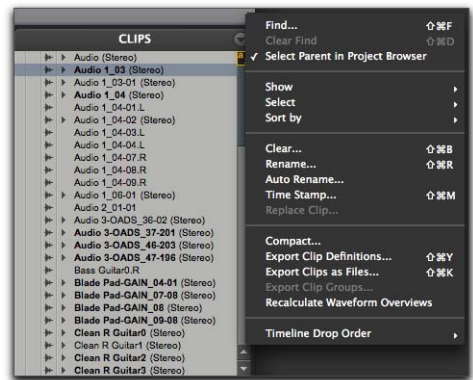 CLIPS
Audio (Stereo)
Audio 1_03 (Stereo)
Audio 1_03-01 (Stereo)
Audio 1_04 (Stereo)
Audio 1_04-01.L
Audio 1_04-02 (Stereo)
Audio 1_04-03.L
Audio 1_04-04.L
Audio 1_04-07.R
Audio 1_04-08.R
Audio 1_04-09.R
Audio 1_06-01 (Stereo)
Audio 2_01-01
Audio 3-OADS_36-02 (Stereo)
Audio 3-OADS_37-201 (Stereo)
Audio 3-OADS_46-203 (Stereo)
Audio 3-OADS_47-196 (Stereo)
Bass Guitar0.R
Blade Pad-GAIN_04-01 (Stereo)
Blade Pad-GAIN_07-08 (Stereo)
Blade Pad-GAIN_08 (Stereo)
Blade Pad-GAIN_09-08 (Stereo)
Clean R Guitar0 (Stereo)
Clean R Guitar1 (Stereo)
Clean R Guitar2 (Stereo)
Clean R Guitar3 (Stereo)
Find... ⇧⌘F
Clear Find ⇧⌘D
✓ Select Parent in Project Browser
Show
Select
Sort by
Clear... ⇧⌘B
Rename... ⇧⌘R
Auto Rename...
Time Stamp... ⇧⌘M
Replace Clip...
Compact...
Export Clip Definitions... ⇧⌘Y
Export Clips as Files... ⇧⌘K
Export Clip Groups...
Recalculate Waveform Overviews
Timeline Drop Order